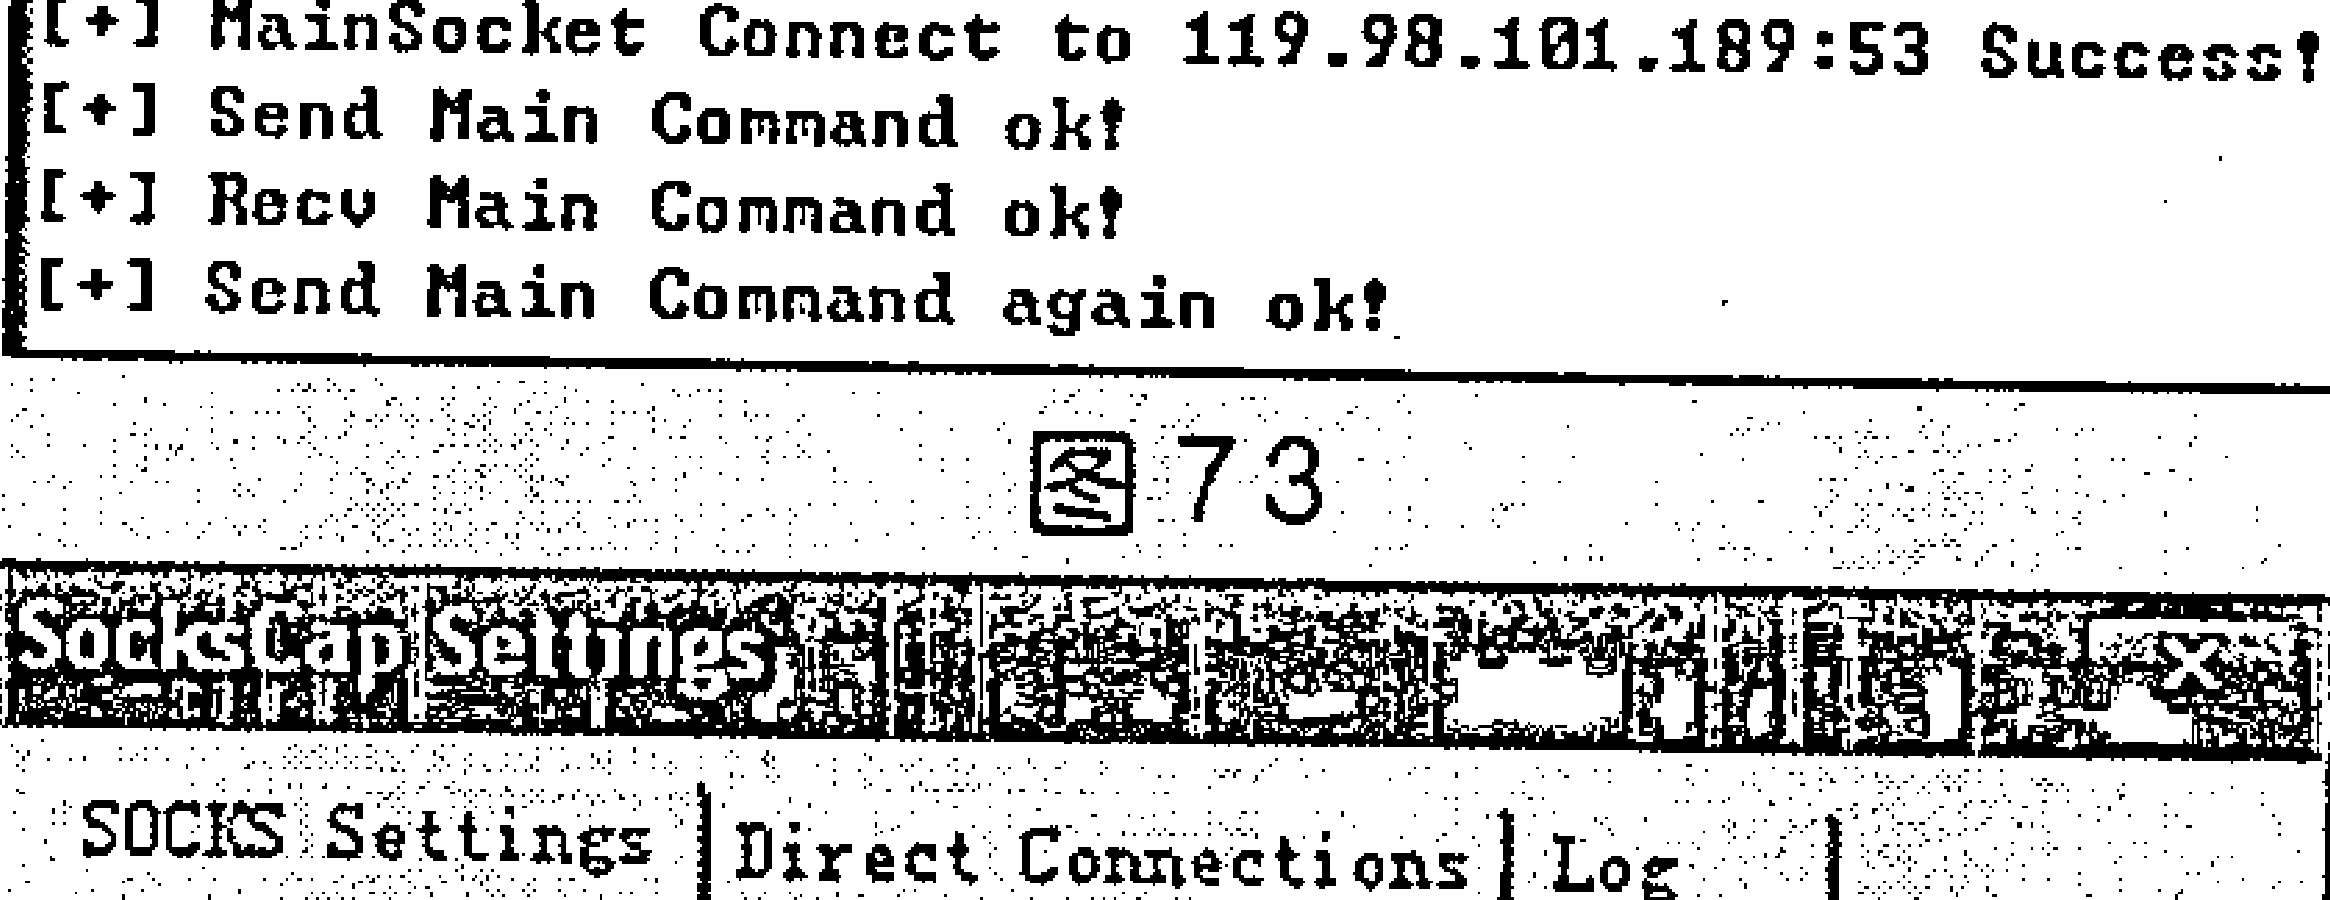 [+] MainSocket Connect to 119.98.101.189:53 Success!
[+] Send Main Command ok!
[+] Recv Main Command ok!
[+] Send Main Command again ok!
图73
SocksCap Settings
SOCKS Settings Direct Connections Log